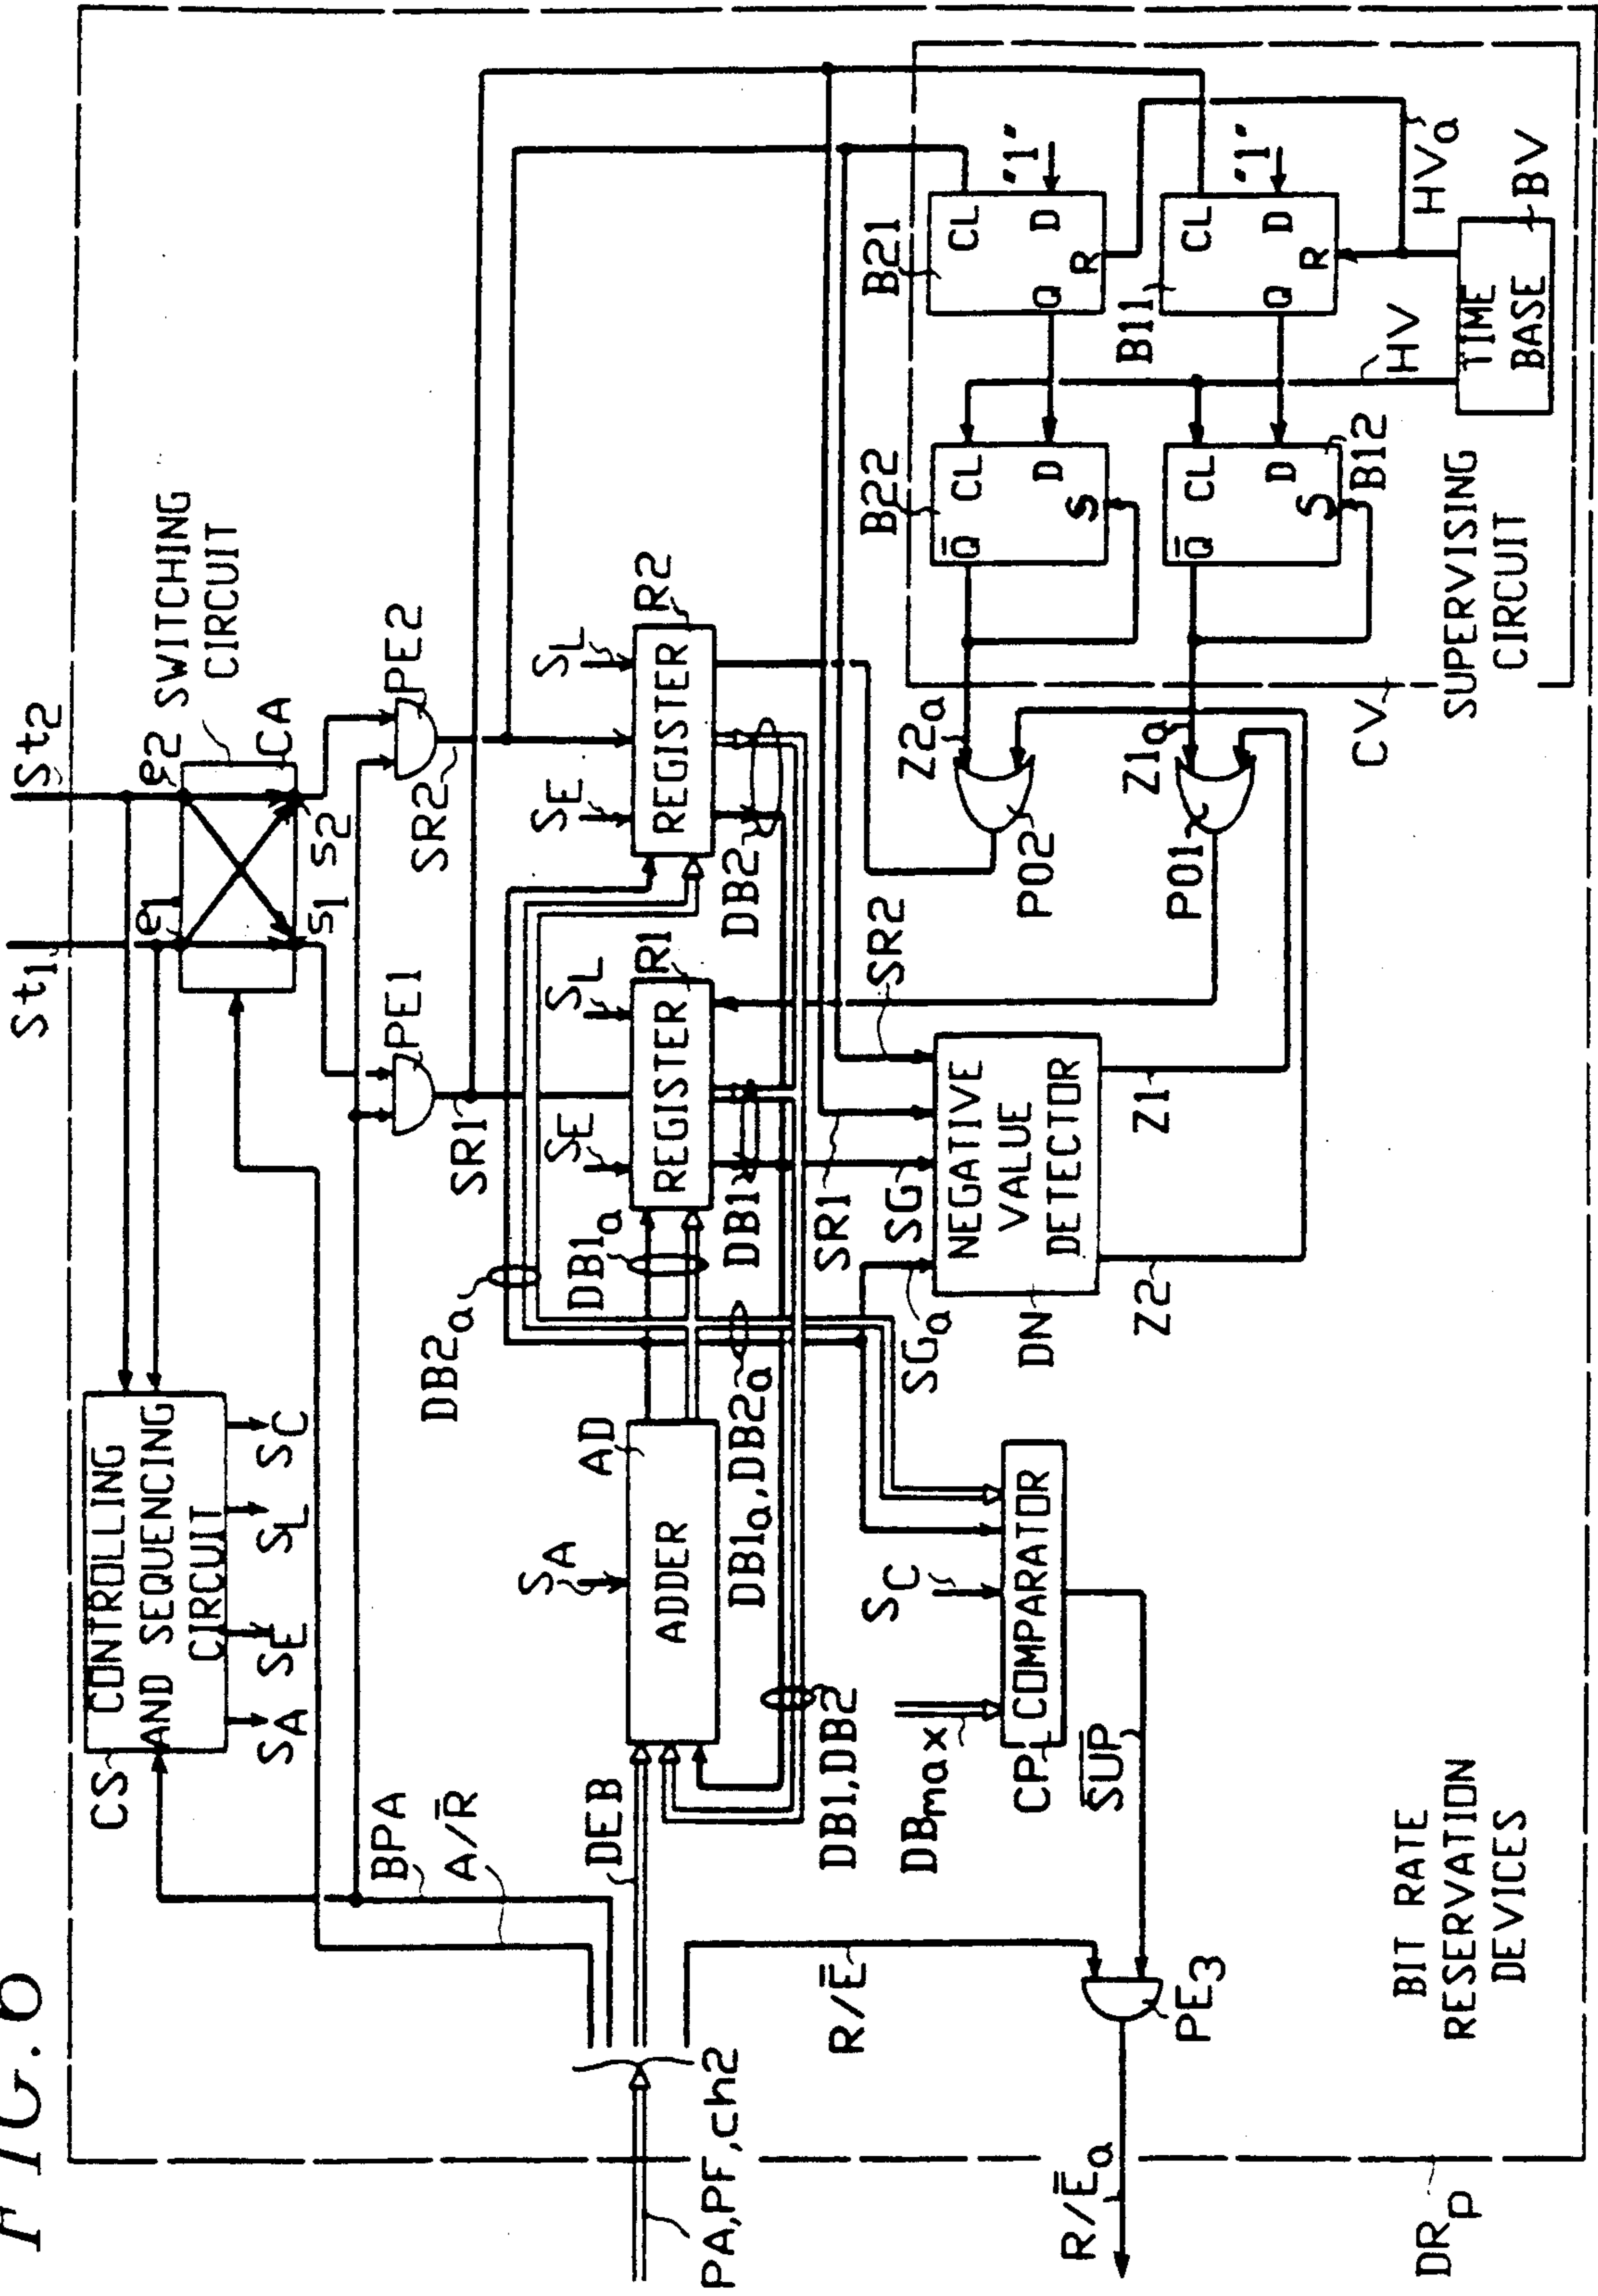 FIG. 6
St1
St2
e1
e2
SWITCHING
CIRCUIT
CA
s1
s2
CS
CONTROLLING
AND SEQUENCING
CIRCUIT
SA
SE
SL
SC
BPA
A/R̅
PE1
PE2
SR1
SR2
DB2a
DEB
SA
AD
ADDER
DB1a
SE
SL
R1
REGISTER
DB1
SE
SL
R2
REGISTER
DB2
DB1a,DB2a
DB1,DB2
PA,PF,ch2
R/E̅
DBmax
SC
CP
COMPARATOR
S̅U̅P̅
PE3
R/E̅a
SGa
SG
SR1
SR2
NEGATIVE
VALUE
DETECTOR
DN
Z1
Z2
PO2
PO1
Z2a
Z1a
B22
Q̅
CL
D
S
B21
CL
D
Q
R
"1"
B12
Q̅
CL
D
S
B11
CL
D
Q
R
"1"
HV
HVa
TIME
BASE
BV
CV
SUPERVISING
CIRCUIT
BIT RATE
RESERVATION
DEVICES
DRp